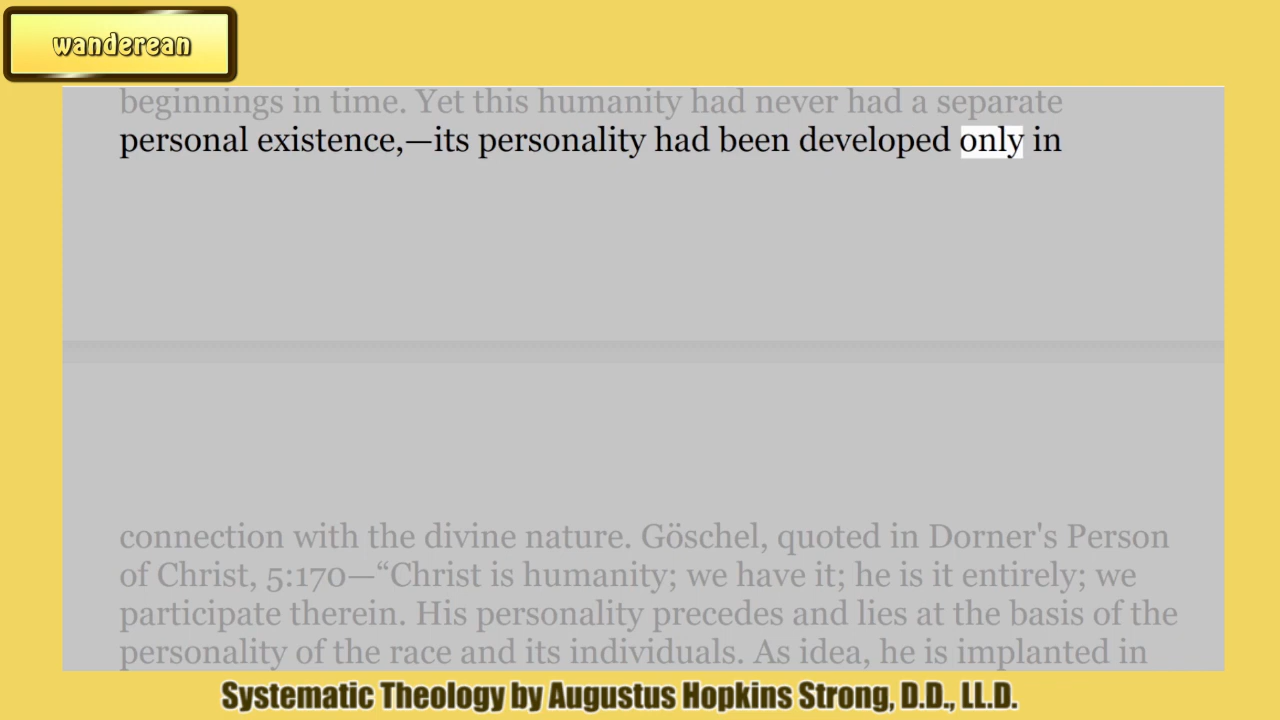 wanderean
beginnings in time. Yet this humanity had never had a separate
personal existence,—its personality had been developed only in
connection with the divine nature. Göschel, quoted in Dorner's Person
of Christ, 5:170—“Christ is humanity; we have it; he is it entirely; we
participate therein. His personality precedes and lies at the basis of the
personality of the race and its individuals. As idea, he is implanted in
Systematic Theology by Augustus Hopkins Strong, D.D., LL.D.